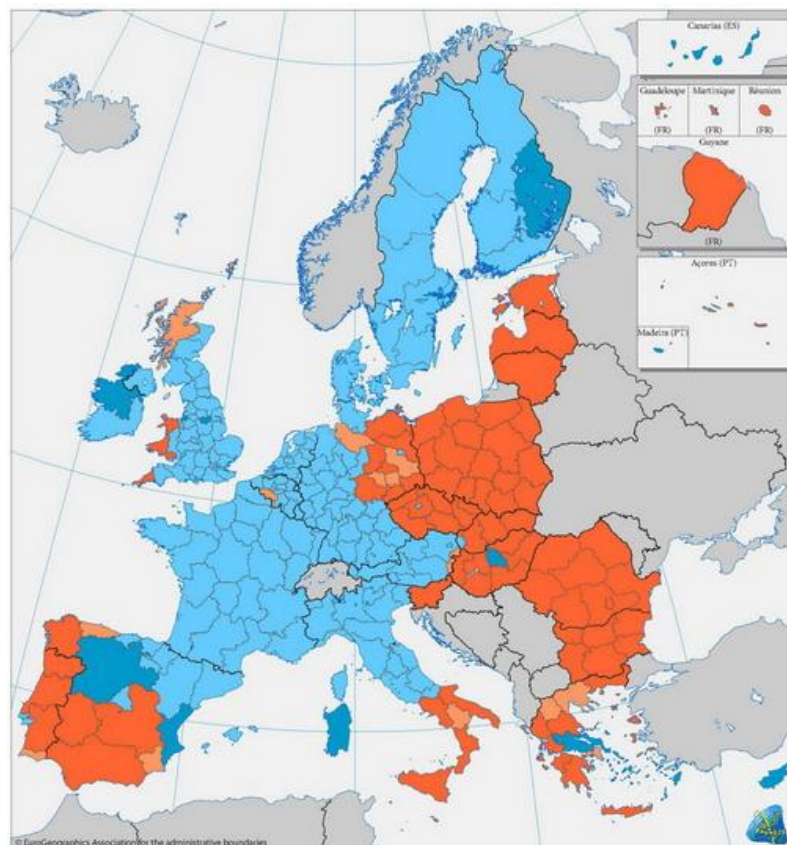 Canarias (ES)
Guadeloupe Martinique Réunion
(FR) (FR) (FR)
Guyane
(FR)
Açores (PT)
Madeira (PT)
© EuroGeographics Association for the administrative boundaries